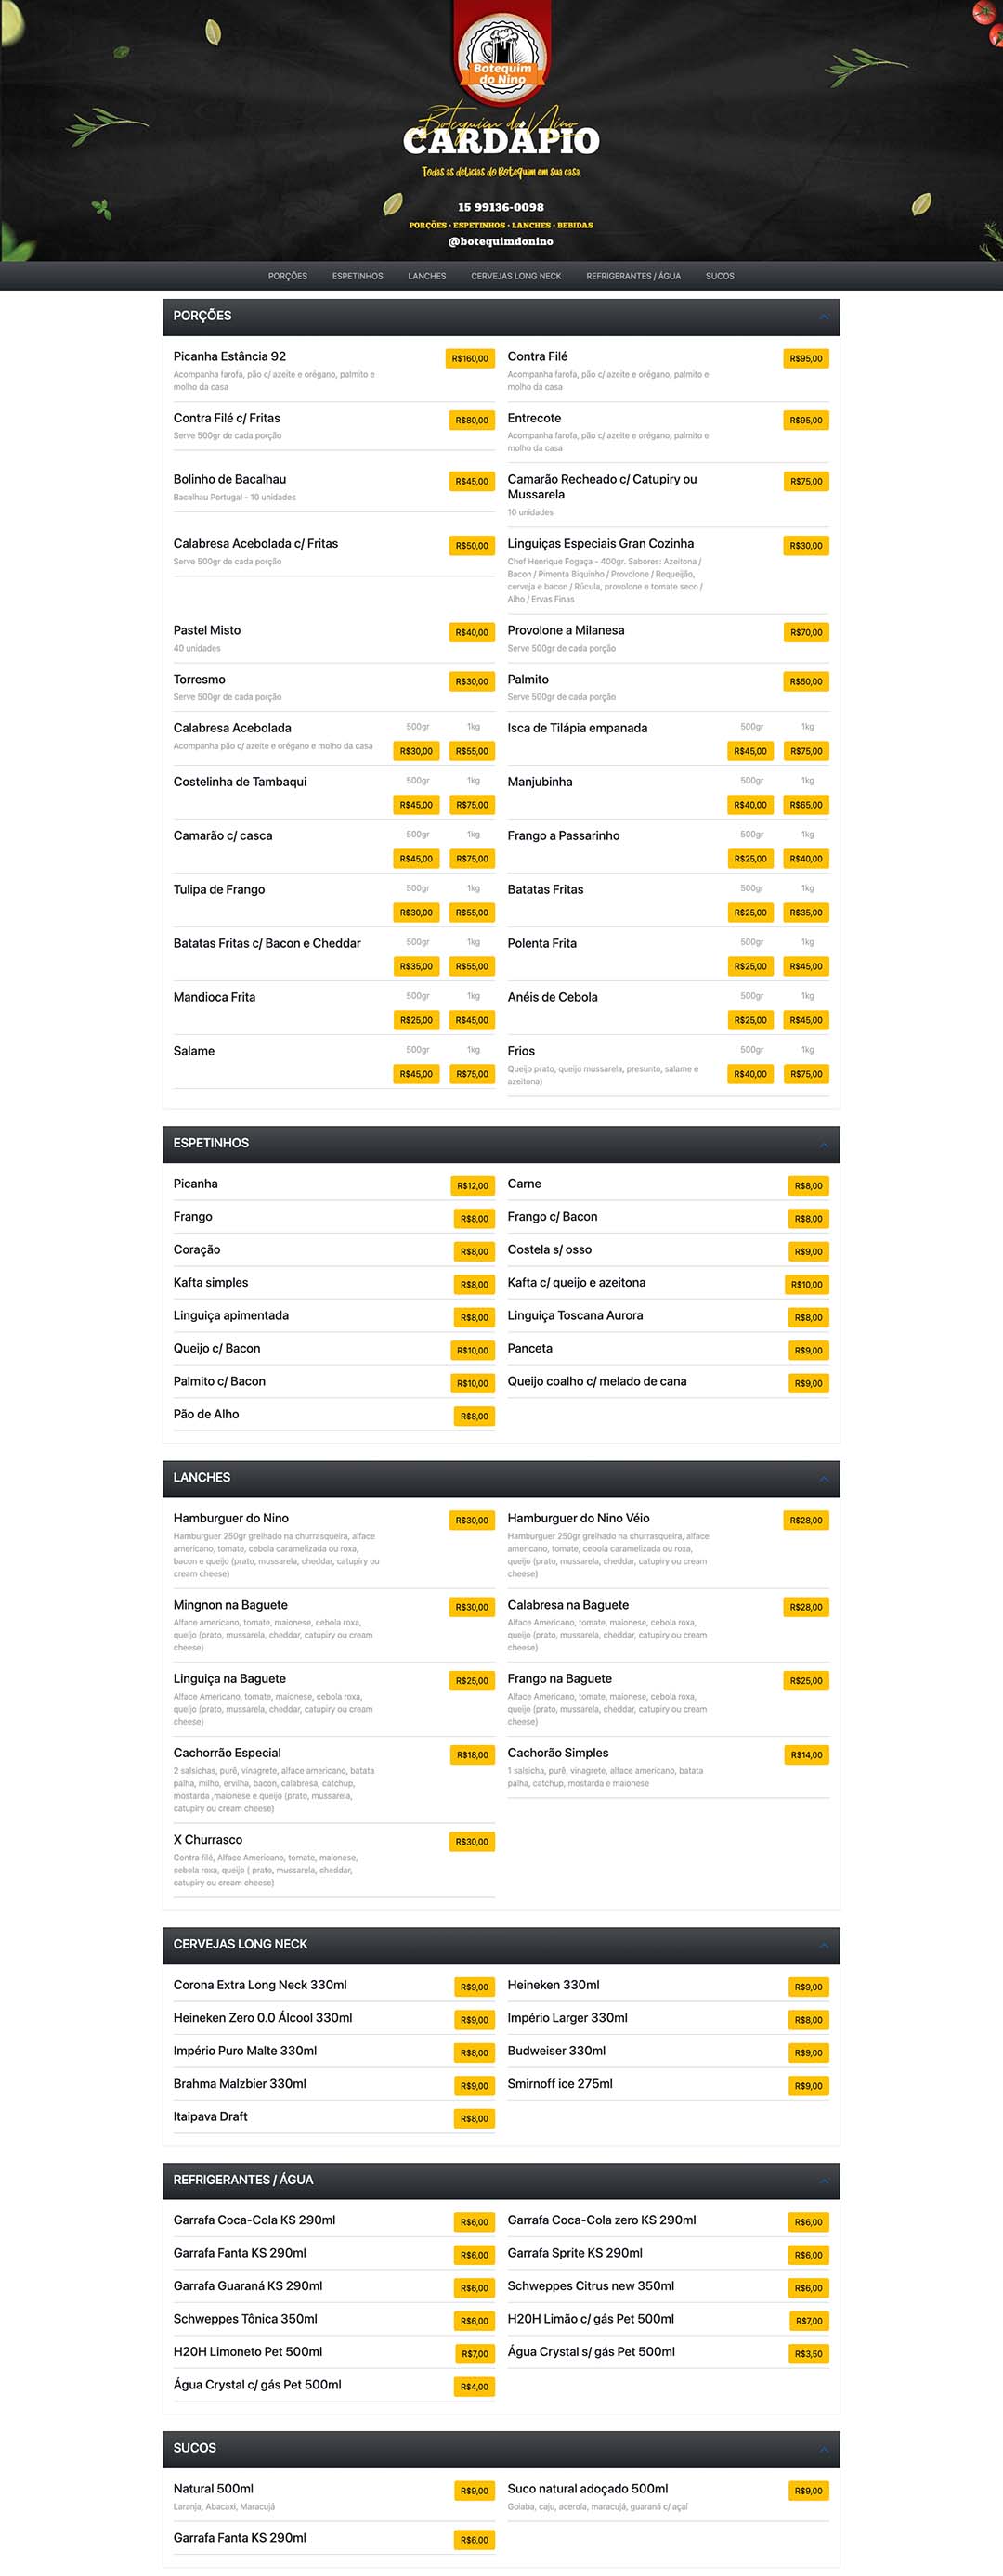 Botequim
do Nino
Botequim do Nino
CARDÁPIO
Todas as delícias do Botequim em sua casa.
15 99136-0098
PORÇÕES · ESPETINHOS · LANCHES · BEBIDAS
@botequimdonino
PORÇÕES ESPETINHOS LANCHES CERVEJAS LONG NECK REFRIGERANTES / ÁGUA SUCOS
PORÇÕES
Picanha Estância 92 R$160,00
Acompanha farofa, pão c/ azeite e orégano, palmito e
molho da casa
Contra Filé R$95,00
Acompanha farofa, pão c/ azeite e orégano, palmito e
molho da casa
Contra Filé c/ Fritas R$80,00
Serve 500gr de cada porção
Entrecote R$95,00
Acompanha farofa, pão c/ azeite e orégano, palmito e
molho da casa
Bolinho de Bacalhau R$45,00
Bacalhau Portugal - 10 unidades
Camarão Recheado c/ Catupiry ou R$75,00
Mussarela
10 unidades
Calabresa Acebolada c/ Fritas R$50,00
Serve 500gr de cada porção
Linguiças Especiais Gran Cozinha R$30,00
Chef Henrique Fogaça - 400gr. Sabores: Azeitona /
Bacon / Pimenta Biquinho / Provolone / Requeijão,
cerveja e bacon / Rúcula, provolone e tomate seco /
Alho / Ervas Finas
Pastel Misto R$40,00
40 unidades
Provolone a Milanesa R$70,00
Serve 500gr de cada porção
Torresmo R$30,00
Serve 500gr de cada porção
Palmito R$50,00
Serve 500gr de cada porção
Calabresa Acebolada 500gr 1kg
Acompanha pão c/ azeite e orégano e molho da casa R$30,00 R$55,00
Isca de Tilápia empanada 500gr 1kg
R$45,00 R$75,00
Costelinha de Tambaqui 500gr 1kg
R$45,00 R$75,00
Manjubinha 500gr 1kg
R$40,00 R$65,00
Camarão c/ casca 500gr 1kg
R$45,00 R$75,00
Frango a Passarinho 500gr 1kg
R$25,00 R$40,00
Tulipa de Frango 500gr 1kg
R$30,00 R$55,00
Batatas Fritas 500gr 1kg
R$25,00 R$35,00
Batatas Fritas c/ Bacon e Cheddar 500gr 1kg
R$35,00 R$55,00
Polenta Frita 500gr 1kg
R$25,00 R$45,00
Mandioca Frita 500gr 1kg
R$25,00 R$45,00
Anéis de Cebola 500gr 1kg
R$25,00 R$45,00
Salame 500gr 1kg
R$45,00 R$75,00
Frios 500gr 1kg
Queijo prato, queijo mussarela, presunto, salame e R$40,00 R$75,00
azeitona)
ESPETINHOS
Picanha R$12,00
Carne R$8,00
Frango R$8,00
Frango c/ Bacon R$8,00
Coração R$8,00
Costela s/ osso R$9,00
Kafta simples R$8,00
Kafta c/ queijo e azeitona R$10,00
Linguiça apimentada R$8,00
Linguiça Toscana Aurora R$8,00
Queijo c/ Bacon R$10,00
Panceta R$9,00
Palmito c/ Bacon R$10,00
Queijo coalho c/ melado de cana R$9,00
Pão de Alho R$8,00
LANCHES
Hamburguer do Nino R$30,00
Hamburguer 250gr grelhado na churrasqueira, alface
americano, tomate, cebola caramelizada ou roxa,
bacon e queijo (prato, mussarela, cheddar, catupiry ou
cream cheese)
Hamburguer do Nino Véio R$28,00
Hamburguer 250gr grelhado na churrasqueira, alface
americano, tomate, cebola caramelizada ou roxa,
queijo (prato, mussarela, cheddar, catupiry ou cream
cheese)
Mingnon na Baguete R$30,00
Alface americano, tomate, maionese, cebola roxa,
queijo (prato, mussarela, cheddar, catupiry ou cream
cheese)
Calabresa na Baguete R$28,00
Alface Americano, tomate, maionese, cebola roxa,
queijo (prato, mussarela, cheddar, catupiry ou cream
cheese)
Linguiça na Baguete R$25,00
Alface Americano, tomate, maionese, cebola roxa,
queijo (prato, mussarela, cheddar, catupiry ou cream
cheese)
Frango na Baguete R$25,00
Alface Americano, tomate, maionese, cebola roxa,
queijo (prato, mussarela, cheddar, catupiry ou cream
cheese)
Cachorrão Especial R$18,00
2 salsichas, purê, vinagrete, alface americano, batata
palha, milho, ervilha, bacon, calabresa, catchup,
mostarda ,maionese e queijo (prato, mussarela,
catupiry ou cream cheese)
Cachorão Simples R$14,00
1 salsicha, purê, vinagrete, alface americano, batata
palha, catchup, mostarda e maionese
X Churrasco R$30,00
Contra filé, Alface Americano, tomate, maionese,
cebola roxa, queijo ( prato, mussarela, cheddar,
catupiry ou cream cheese)
CERVEJAS LONG NECK
Corona Extra Long Neck 330ml R$9,00
Heineken 330ml R$9,00
Heineken Zero 0.0 Álcool 330ml R$9,00
Império Larger 330ml R$8,00
Império Puro Malte 330ml R$8,00
Budweiser 330ml R$9,00
Brahma Malzbier 330ml R$9,00
Smirnoff ice 275ml R$9,00
Itaipava Draft R$8,00
REFRIGERANTES / ÁGUA
Garrafa Coca-Cola KS 290ml R$6,00
Garrafa Coca-Cola zero KS 290ml R$6,00
Garrafa Fanta KS 290ml R$6,00
Garrafa Sprite KS 290ml R$6,00
Garrafa Guaraná KS 290ml R$6,00
Schweppes Citrus new 350ml R$6,00
Schweppes Tônica 350ml R$6,00
H20H Limão c/ gás Pet 500ml R$7,00
H20H Limoneto Pet 500ml R$7,00
Água Crystal s/ gás Pet 500ml R$3,50
Água Crystal c/ gás Pet 500ml R$4,00
SUCOS
Natural 500ml R$9,00
Laranja, Abacaxi, Maracujá
Suco natural adoçado 500ml R$9,00
Goiaba, caju, acerola, maracujá, guaraná c/ açaí
Garrafa Fanta KS 290ml R$6,00